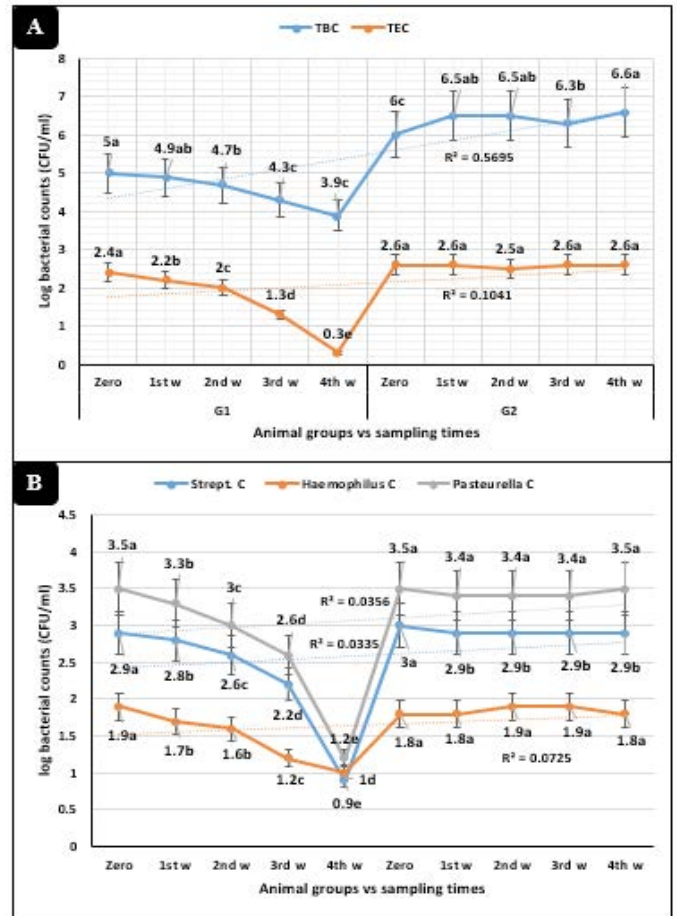 A
TBC TEC
Log bacterial counts (CFU/ml)
8
7
6
5
4
3
2
1
0
5a 4.9ab 4.7b 4.3c 3.9c 6c 6.5ab 6.5ab 6.3b 6.6a
R² = 0.5695
2.4a 2.2b 2c 1.3d 0.3e 2.6a 2.6a 2.5a 2.6a 2.6a
R² = 0.1041
Zero 1st w 2nd w 3rd w 4th w Zero 1st w 2nd w 3rd w 4th w
G1 G2
Animal groups vs sampling times
B
Strept. C Haemophilus C Pasteurella C
log bacterial counts (CFU/ml)
4.5
4
3.5
3
2.5
2
1.5
1
0.5
0
3.5a 3.3b 3c 2.6d 1.2e 3.5a 3.4a 3.4a 3.4a 3.5a
R² = 0.0356
R² = 0.0335
2.9a 2.8b 2.6c 2.2d 0.9e 3a 2.9b 2.9b 2.9b 2.9b
1.9a 1.7b 1.6b 1.2c 1d 1.8a 1.8a 1.9a 1.9a 1.8a
R² = 0.0725
Zero 1st w 2nd w 3rd w 4th w Zero 1st w 2nd w 3rd w 4th w
Animal groups vs sampling times